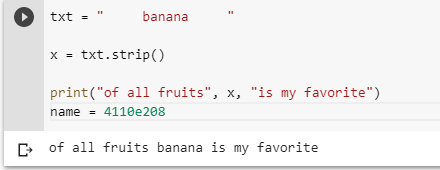 txt = "     banana     "
x = txt.strip()
print("of all fruits", x, "is my favorite")
name = 4110e208
of all fruits banana is my favorite